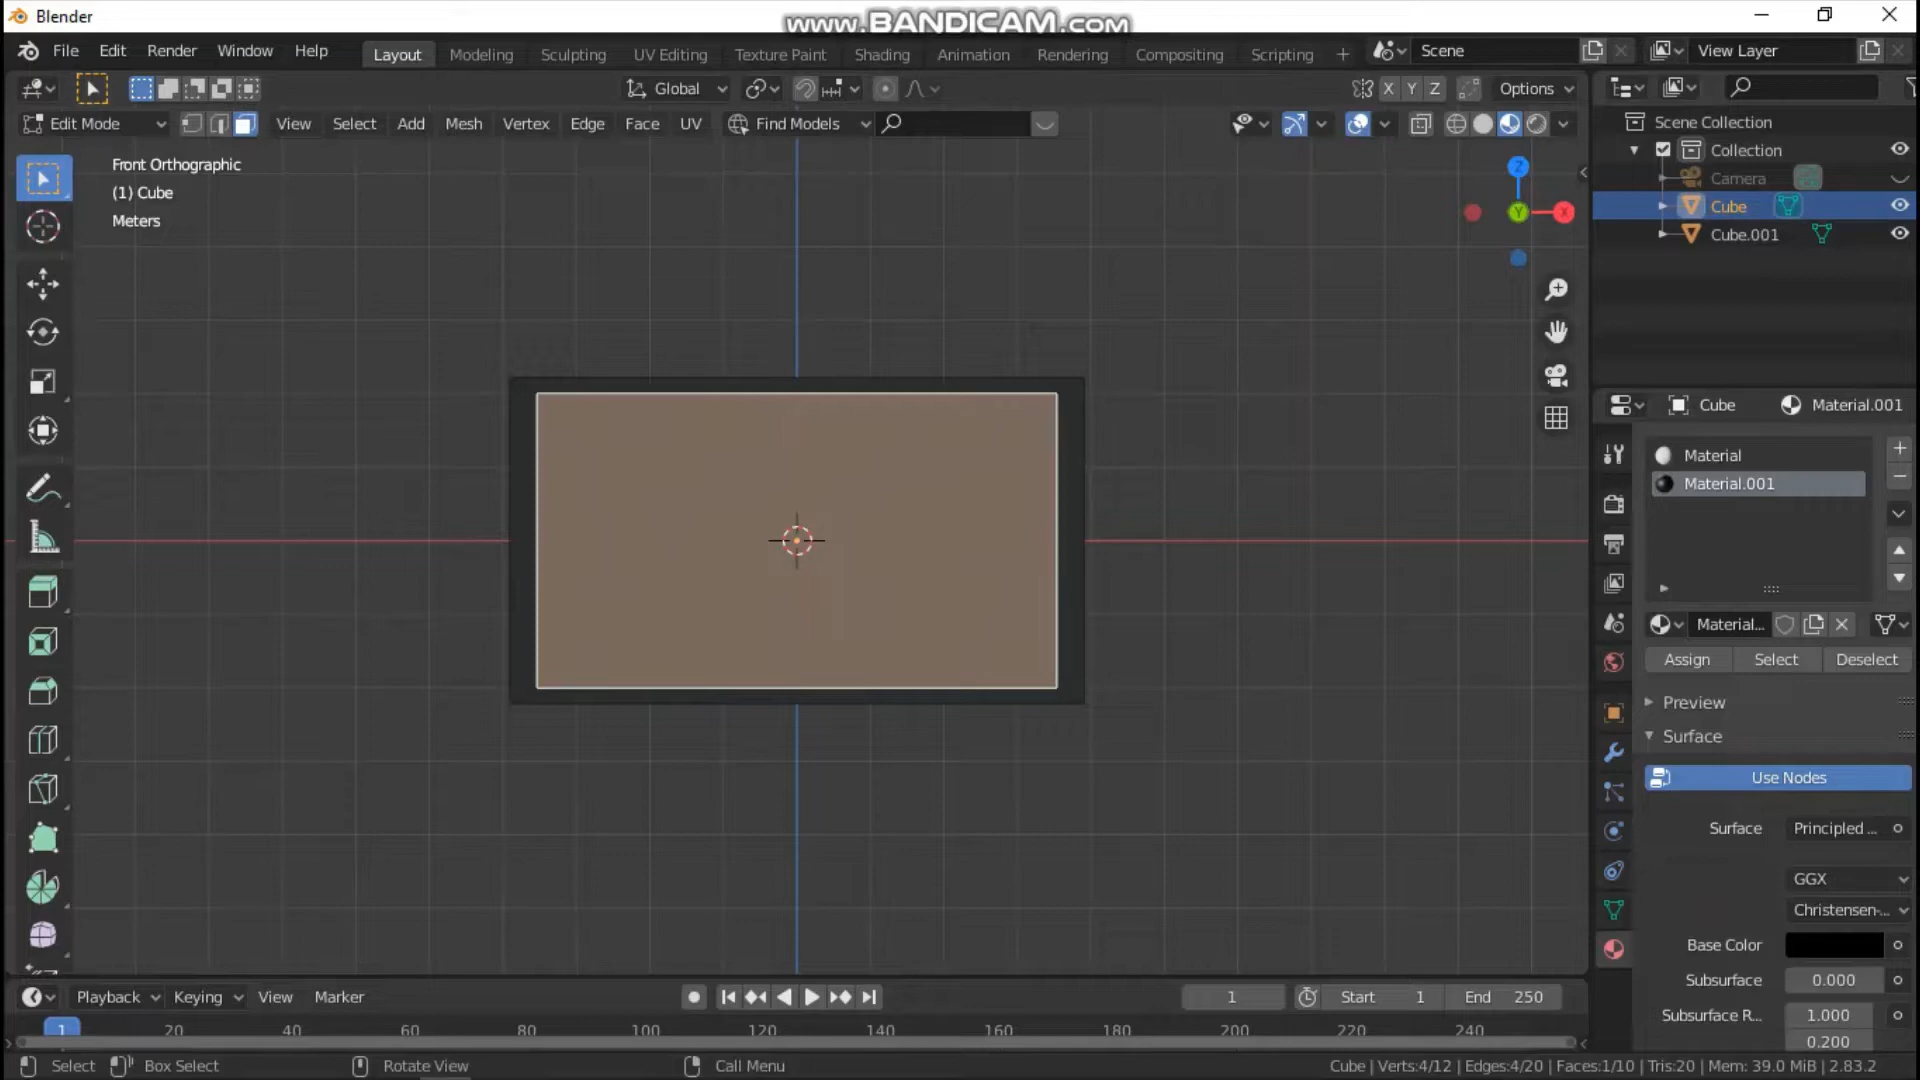 Blender
www.BANDICAM.com
File Edit Render Window Help
Layout Modeling Sculpting UV Editing Texture Paint Shading Animation Rendering Compositing Scripting +
Scene
View Layer
Global
X Y Z
Options
Edit Mode
View Select Add Mesh Vertex Edge Face UV
Find Models
Front Orthographic
(1) Cube
Meters
Z
Y
X
Scene Collection
Collection
Camera
Cube
Cube.001
Cube
Material.001
Material
Material.001
Material...
Assign Select Deselect
Preview
Surface
Use Nodes
Surface Principled ...
GGX
Christensen-...
Base Color
Subsurface 0.000
Subsurface R... 1.000
0.200
Playback Keying View Marker
1
Start 1
End 250
1 20 40 60 80 100 120 140 160 180 200 220 240
Select Box Select Rotate View Call Menu
Cube | Verts:4/12 | Edges:4/20 | Faces:1/10 | Tris:20 | Mem: 39.0 MiB | 2.83.2